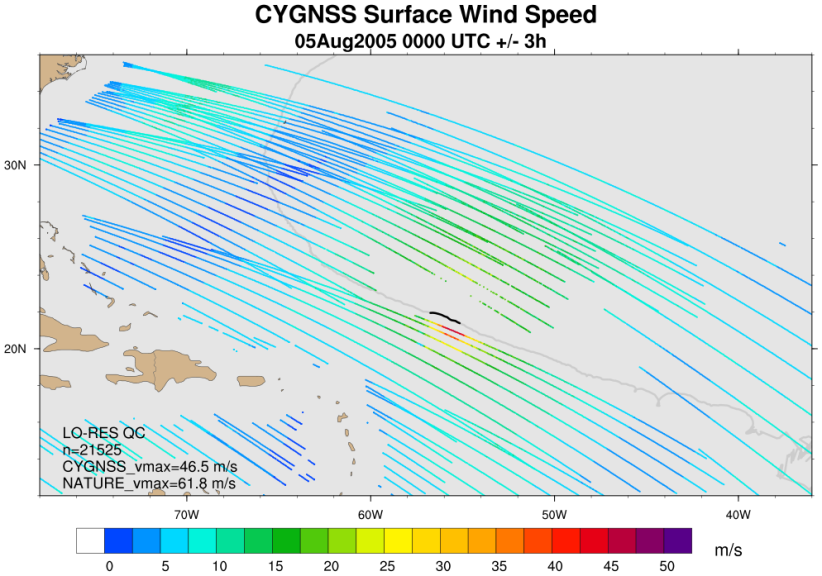 CYGNSS Surface Wind Speed
05Aug2005 0000 UTC +/- 3h
30N
20N
LO-RES QC
n=21525
CYGNSS_vmax=46.5 m/s
NATURE_vmax=61.8 m/s
70W 60W 50W 40W
0 5 10 15 20 25 30 35 40 45 50 m/s